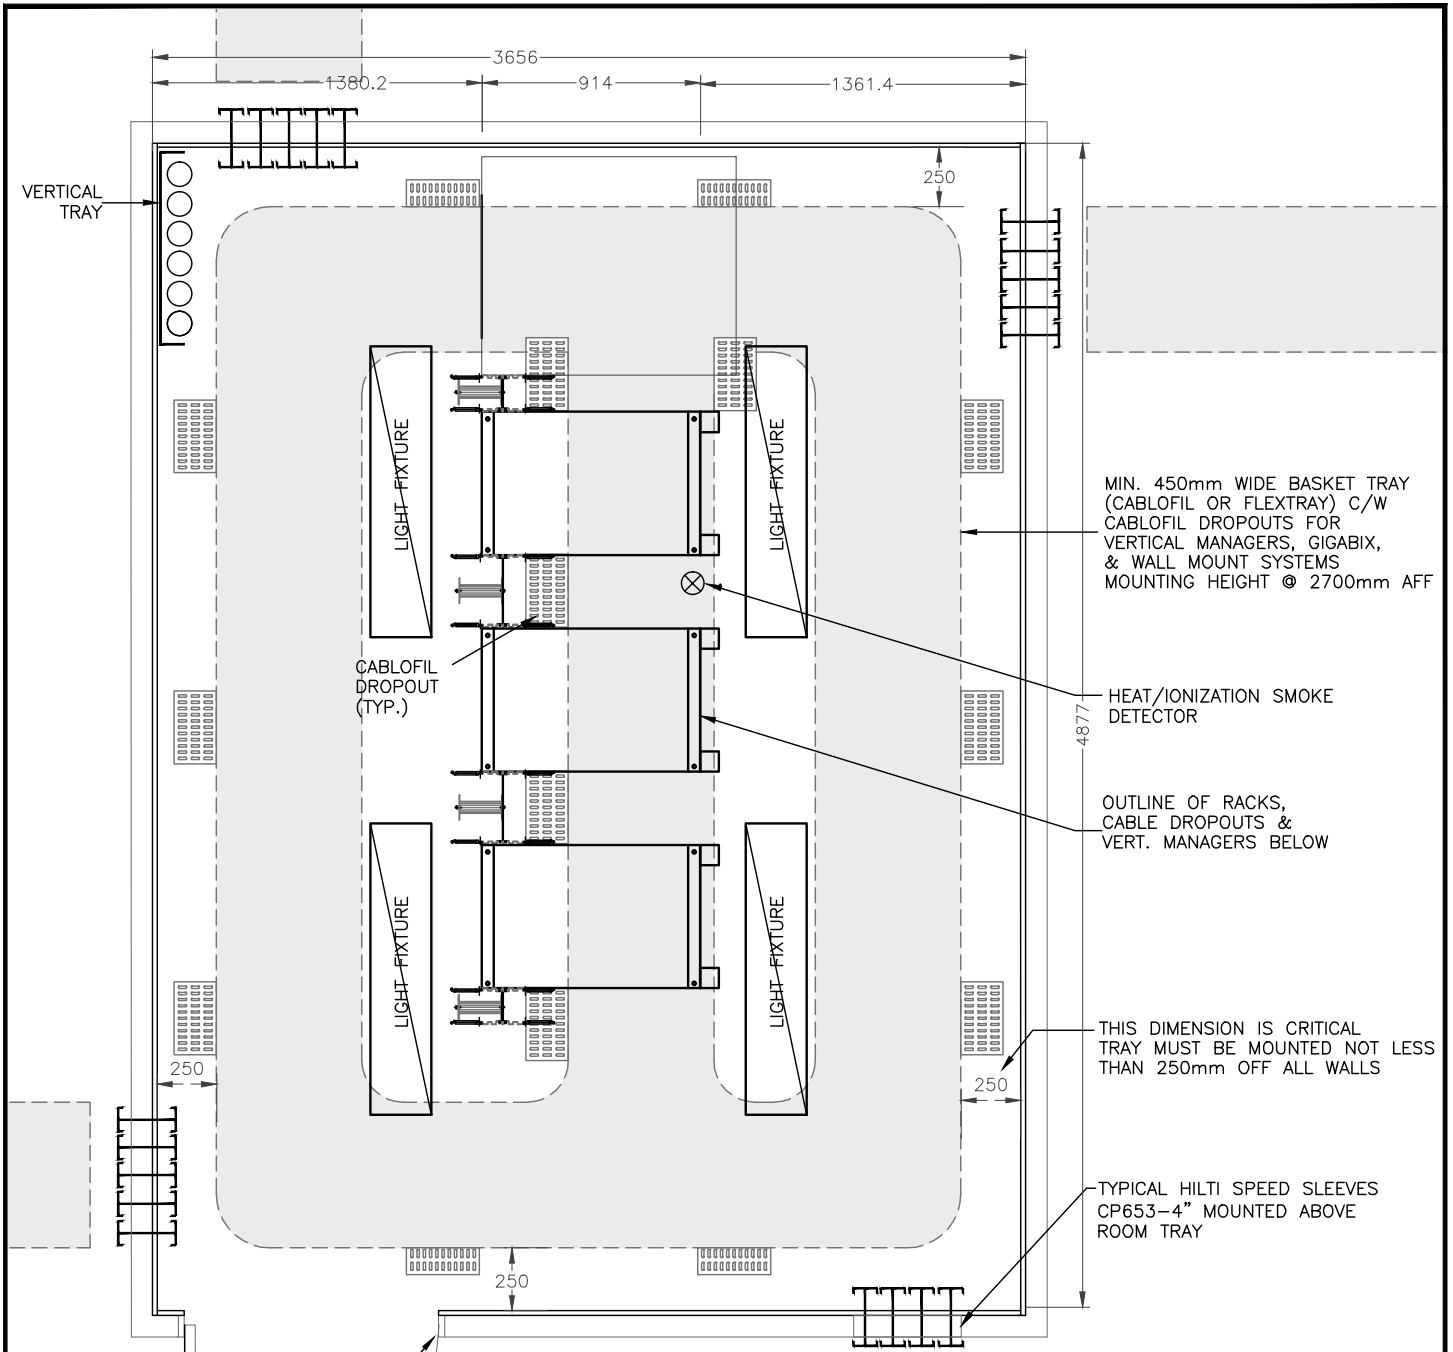 3656
1380.2
914
1361.4
250
VERTICAL
TRAY
LIGHT FIXTURE
LIGHT FIXTURE
MIN. 450mm WIDE BASKET TRAY
(CABLOFIL OR FLEXTRAY) C/W
CABLOFIL DROPOUTS FOR
VERTICAL MANAGERS, GIGABIX,
& WALL MOUNT SYSTEMS
MOUNTING HEIGHT @ 2700mm AFF
CABLOFIL
DROPOUT
(TYP.)
HEAT/IONIZATION SMOKE
DETECTOR
4877
OUTLINE OF RACKS,
CABLE DROPOUTS &
VERT. MANAGERS BELOW
LIGHT FIXTURE
LIGHT FIXTURE
THIS DIMENSION IS CRITICAL
TRAY MUST BE MOUNTED NOT LESS
THAN 250mm OFF ALL WALLS
250
250
TYPICAL HILTI SPEED SLEEVES
CP653-4" MOUNTED ABOVE
ROOM TRAY
250